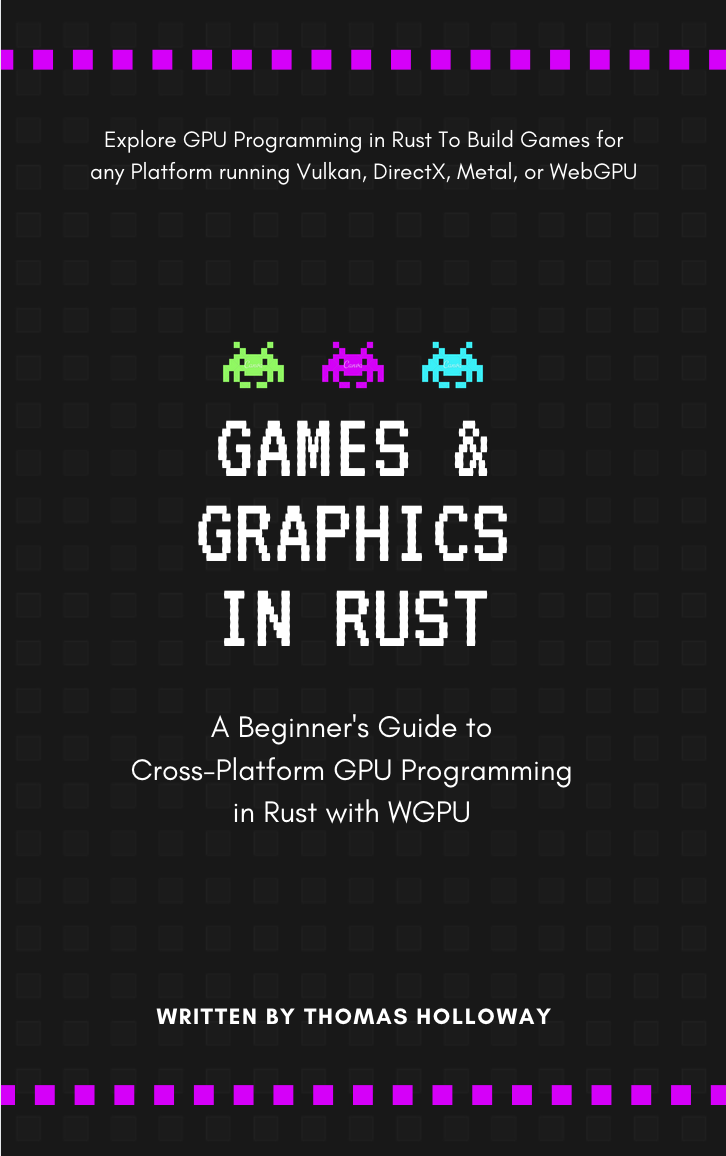 Explore GPU Programming in Rust To Build Games for
any Platform running Vulkan, DirectX, Metal, or WebGPU
Canva
GAMES &
GRAPHICS
IN RUST
A Beginner's Guide to
Cross-Platform GPU Programming
in Rust with WGPU
WRITTEN BY THOMAS HOLLOWAY